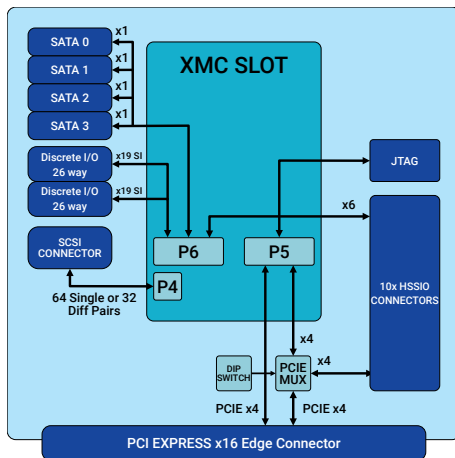 SATA 0
x1
SATA 1
x1
SATA 2
x1
SATA 3
x1
XMC SLOT
Discrete I/O
26 way
x19 SI
Discrete I/O
26 way
x19 SI
JTAG
x6
SCSI
CONNECTOR
P6
P5
P4
64 Single or 32
Diff Pairs
10x HSSIO
CONNECTORS
x4
DIP
SWITCH
PCIE
MUX
x4
PCIE x4
PCIE x4
PCI EXPRESS x16 Edge Connector